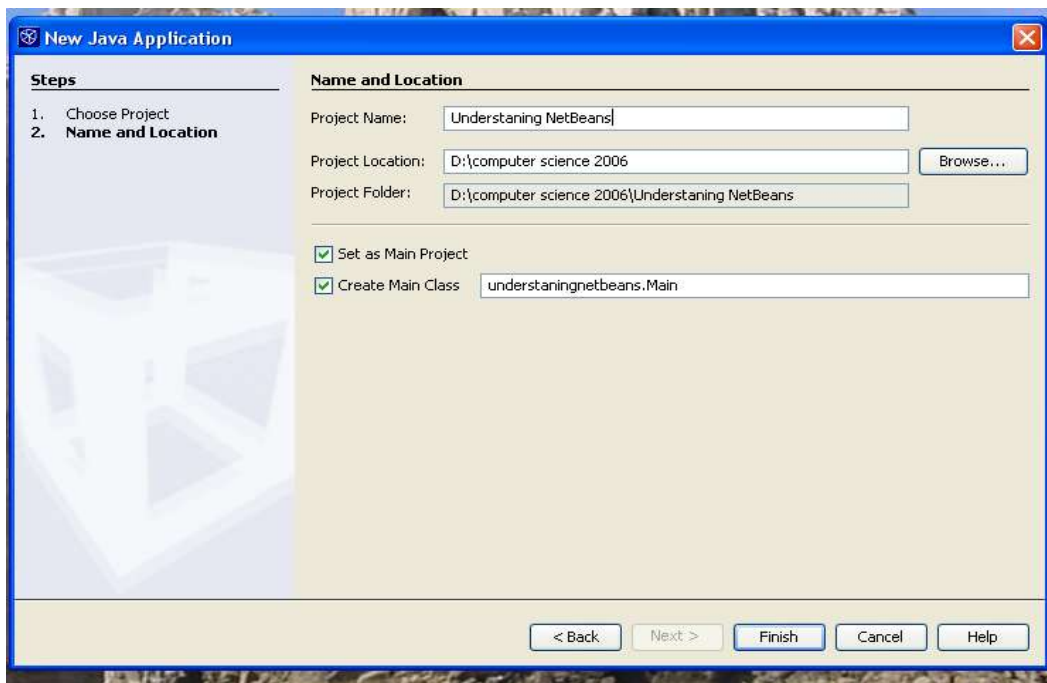 New Java Application
Steps
1. Choose Project
2. Name and Location
Name and Location
Project Name: Understaning NetBeans
Project Location: D:\computer science 2006 Browse...
Project Folder: D:\computer science 2006\Understaning NetBeans
Set as Main Project
Create Main Class understaningnetbeans.Main
< Back Next > Finish Cancel Help